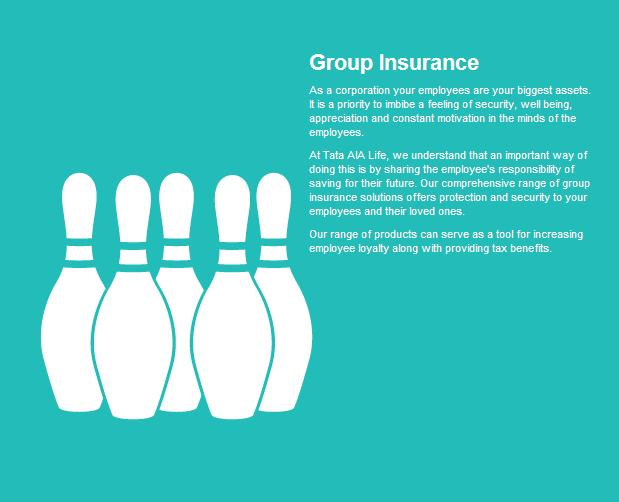 Group Insurance
As a corporation your employees are your biggest assets.
It is a priority to imbibe a feeling of security, well being,
appreciation and constant motivation in the minds of the
employees.
At Tata AIA Life, we understand that an important way of
doing this is by sharing the employee's responsibility of
saving for their future. Our comprehensive range of group
insurance solutions offers protection and security to your
employees and their loved ones.
Our range of products can serve as a tool for increasing
employee loyalty along with providing tax benefits.